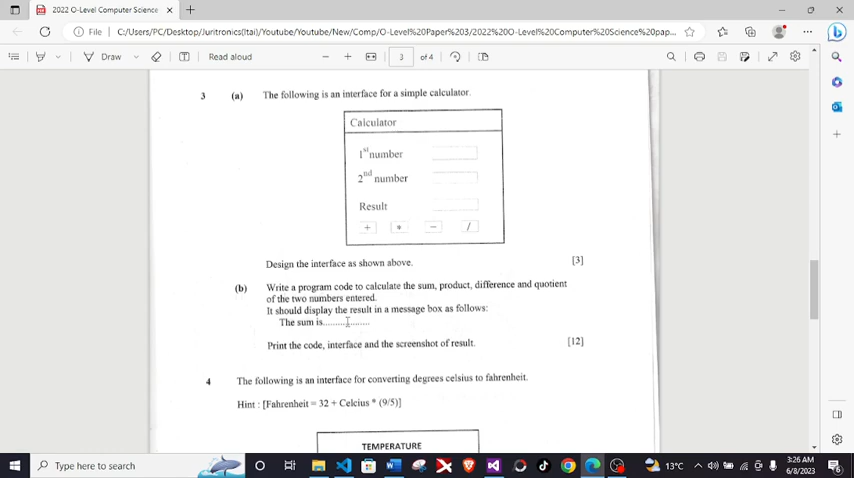 2022 O-Level Computer Science
File
C:/Users/PC/Desktop/Juritronics(Itai)/Youtube/Youtube/New/Comp/O-Level%20Paper%203/2022%20O-Level%20Computer%20Science%20pap...
Draw
Read aloud
3
of 4
3 (a) The following is an interface for a simple calculator.
Calculator
1st number
2nd number
Result
+ * - /
Design the interface as shown above. [3]
(b) Write a program code to calculate the sum, product, difference and quotient
of the two numbers entered.
It should display the result in a message box as follows:
The sum is....................
Print the code, interface and the screenshot of result. [12]
4 The following is an interface for converting degrees celsius to fahrenheit.
Hint : [Fahrenheit = 32 + Celcius * (9/5)]
TEMPERATURE
Type here to search
13°C
3:26 AM
6/8/2023